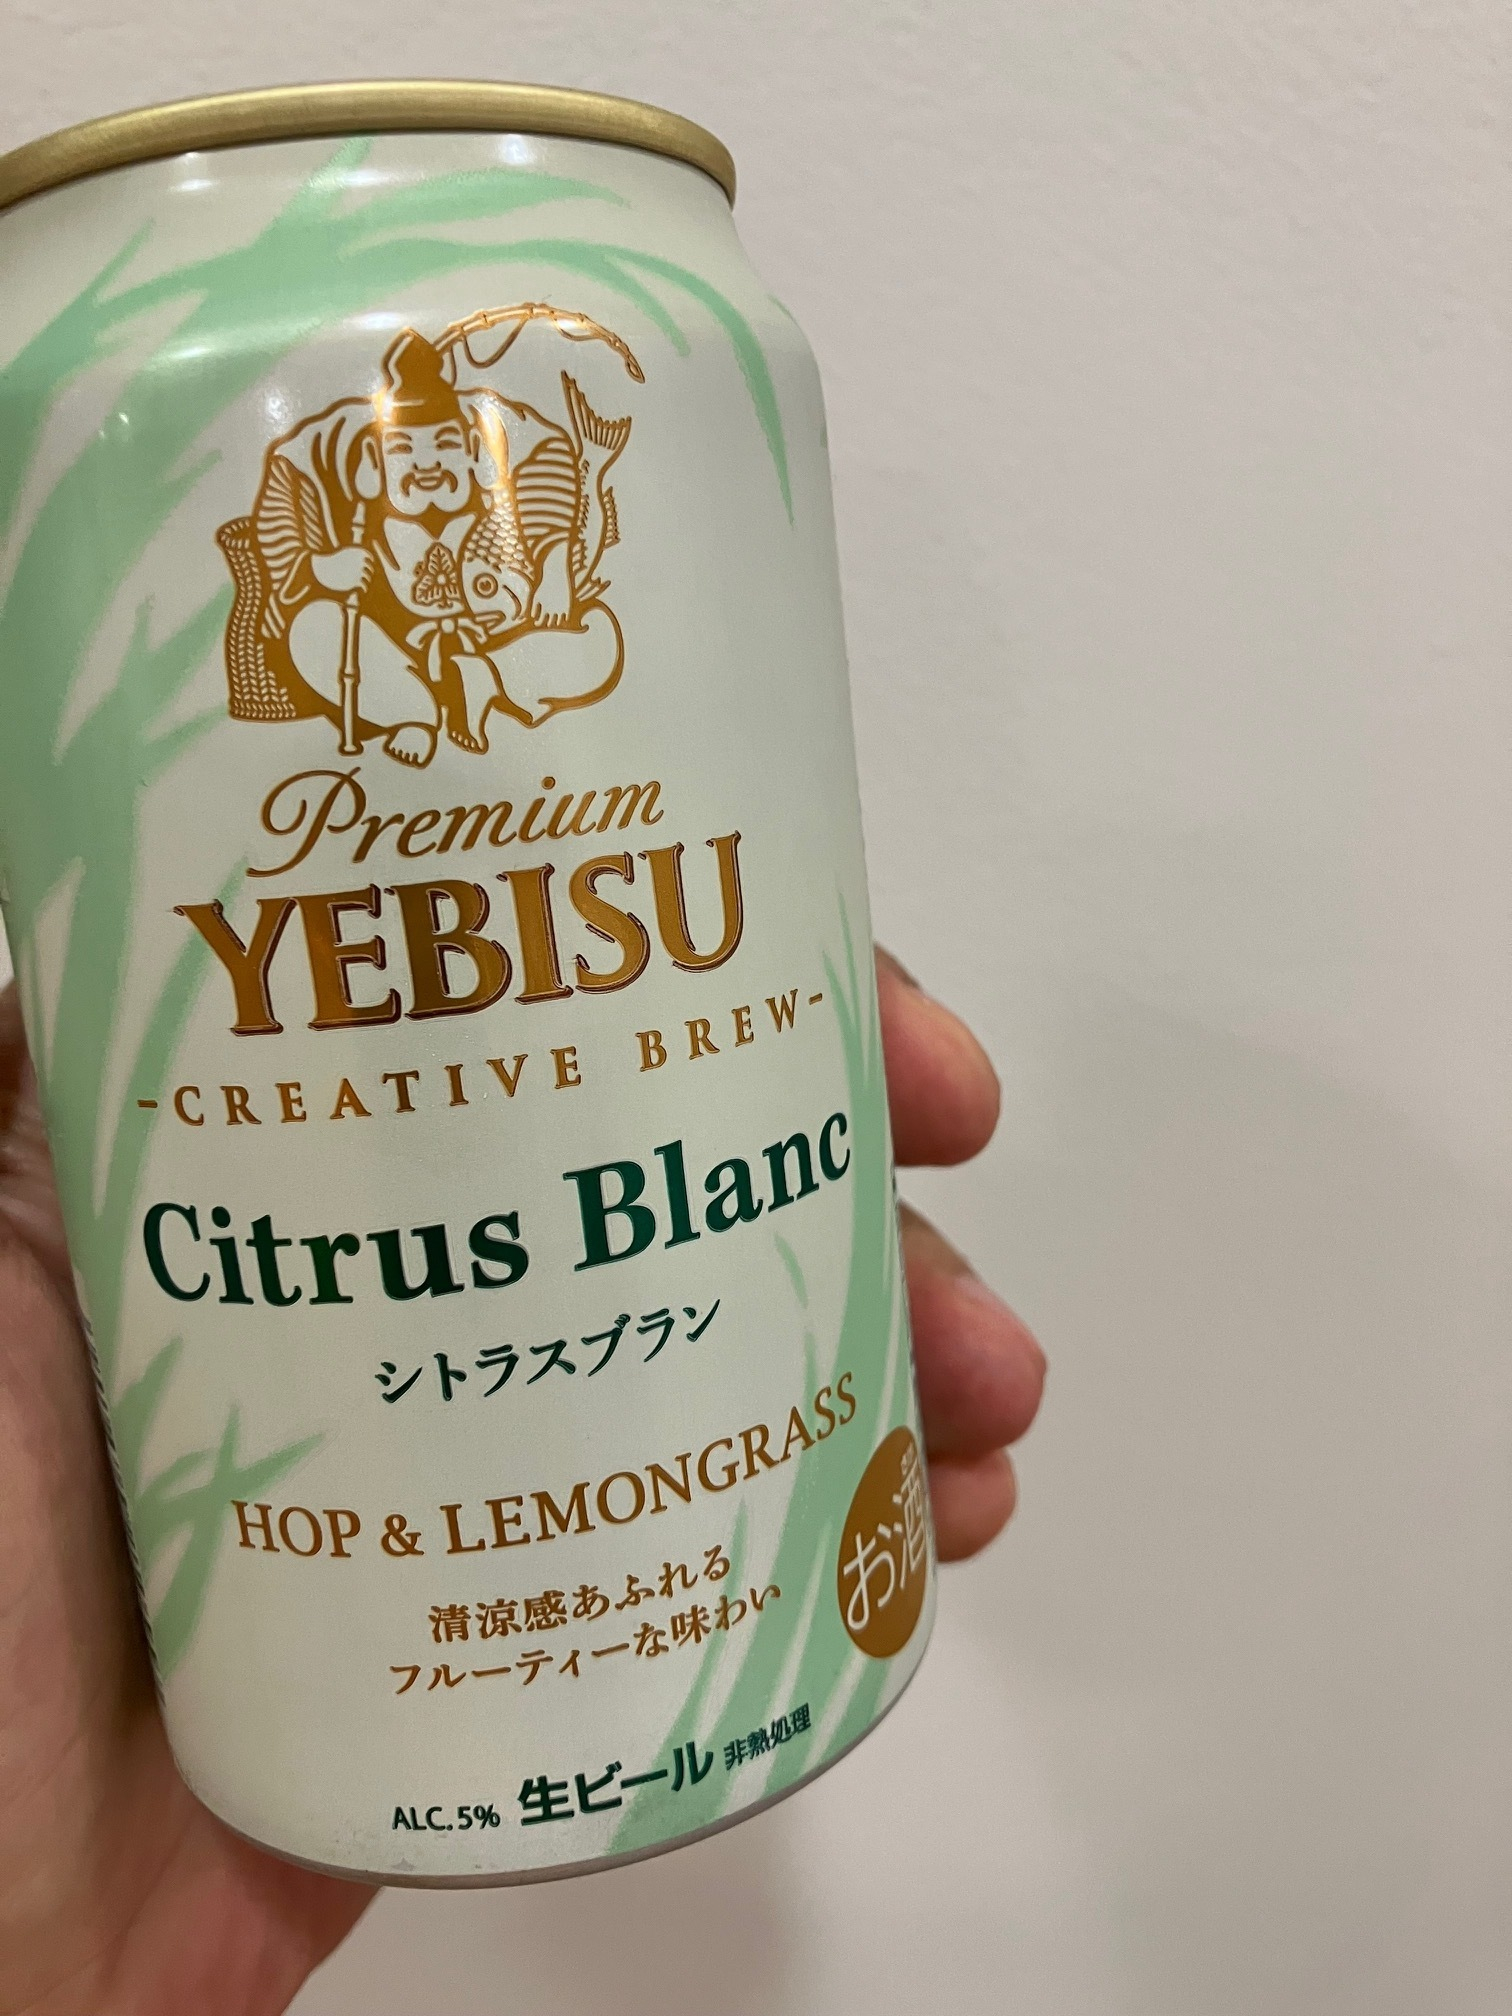 Premium
YEBISU
-CREATIVE BREW-
Citrus Blanc
シトラスブラン
HOP & LEMONGRASS
清涼感あふれる
フルーティーな味わい
お酒
ALC.5% 生ビール 非熱処理